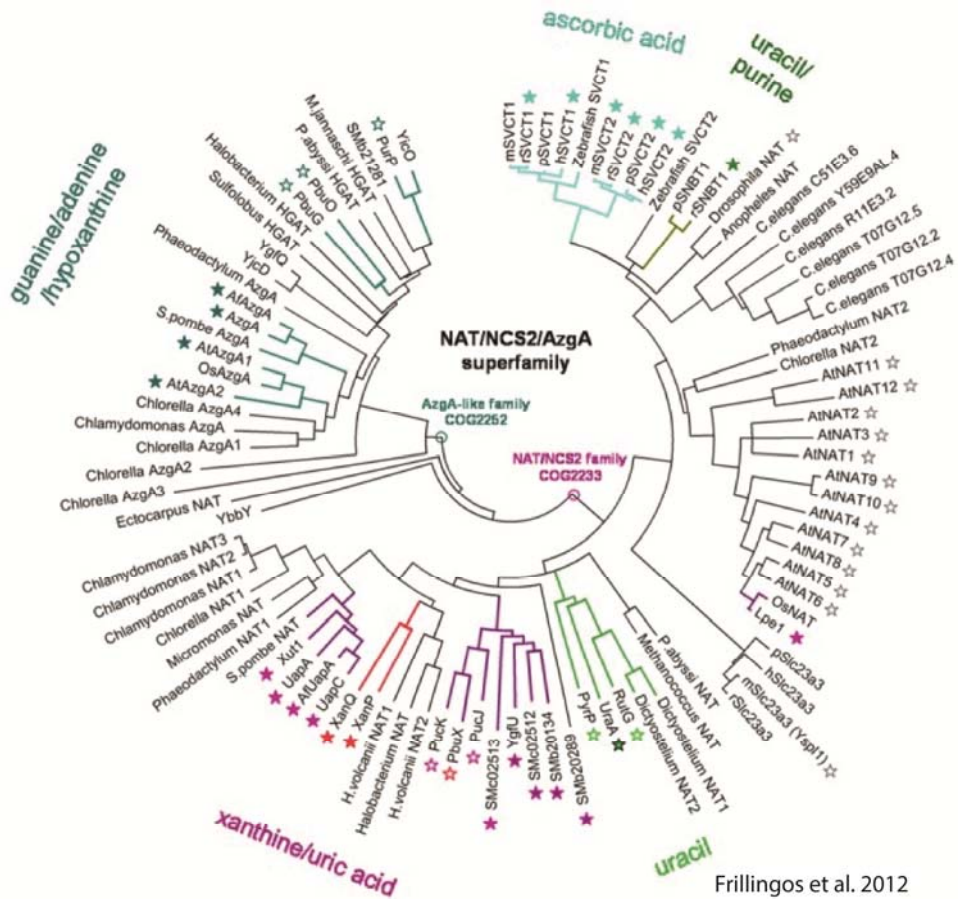 ascorbic acid
uracil/
purine
guanine/adenine
/hypoxanthine
xanthine/uric acid
uracil
NAT/NCS2/AzgA
superfamily
AzgA-like family
COG2252
NAT/NCS2 family
COG2233
mSVCT1
rSVCT1
pSVCT1
hSVCT1
Zebrafish SVCT1
mSVCT2
rSVCT2
pSVCT2
hSVCT2
Zebrafish SVCT2
pSNBT1
rSNBT1
Drosophila NAT
Anopheles NAT
C.elegans C51E3.6
C.elegans Y59E9AL.4
C.elegans R11E3.2
C.elegans T07G12.5
C.elegans T07G12.2
C.elegans T07G12.4
Phaeodactylum NAT2
Chlorella NAT2
AtNAT11
AtNAT12
AtNAT2
AtNAT3
AtNAT1
AtNAT9
AtNAT10
AtNAT4
AtNAT7
AtNAT8
AtNAT5
AtNAT6
OsNAT
Lpe1
pSlc23a3
hSlc23a3
mSlc23a3 (Yspl1)
rSlc23a3
P.abyssi NAT
Methanococcus NAT
Dictyostelium NAT1
Dictyostelium NAT2
RutG
UraA
PyrP
SMb20289
SMb20134
SMc02512
YgfU
SMc02513
PucJ
PbuX
PucK
H.volcanii NAT2
Halobacterium NAT
H.volcanii NAT1
XanP
XanQ
UapC
AfUapA
UapA
Xut1
S.pombe NAT
Phaeodactylum NAT1
Micromonas NAT
Chlorella NAT1
Chlamydomonas NAT1
Chlamydomonas NAT2
Chlamydomonas NAT3
YbbY
Ectocarpus NAT
Chlorella AzgA3
Chlorella AzgA2
Chlorella AzgA1
Chlamydomonas AzgA
Chlorella AzgA4
AtAzgA2
OsAzgA
AtAzgA1
S.pombe AzgA
AzgA
AfAzgA
Phaeodactylum AzgA
YjcD
YgfQ
Sulfolobus HGAT
Halobacterium HGAT
PbuG
PbuO
P.abyssi HGAT
M.jannaschi HGAT
SMb21281
PurP
YicO
Frillingos et al. 2012